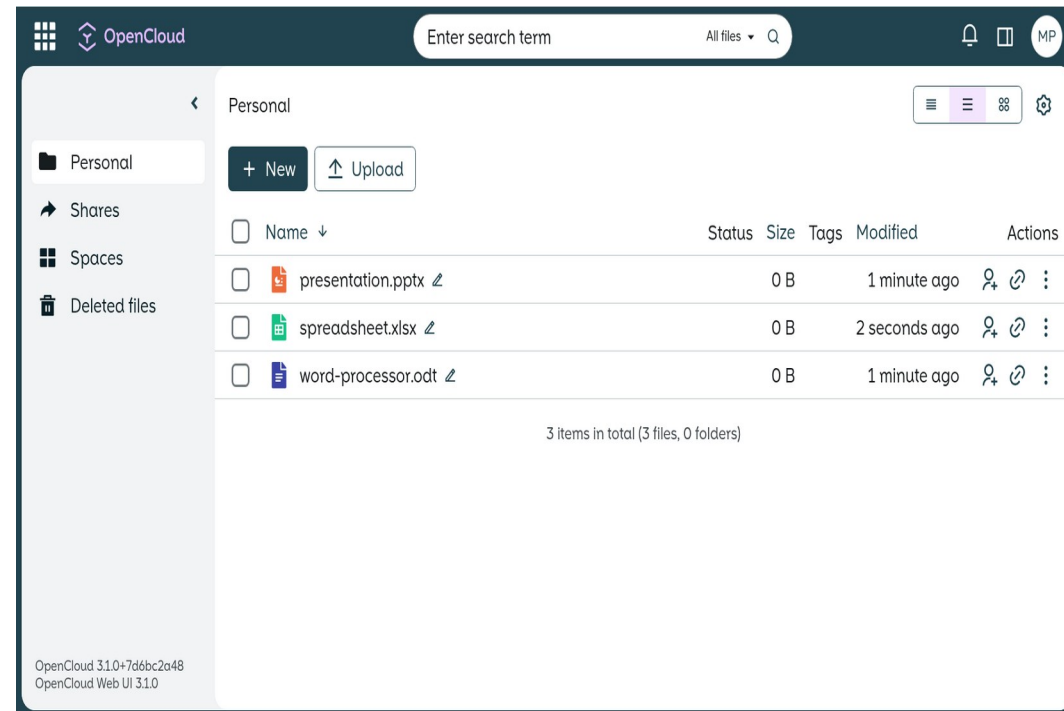 OpenCloud
Enter search term
All files
MP
Personal
Personal
Shares
Spaces
Deleted files
+ New
Upload
Name
Status Size Tags Modified Actions
presentation.pptx 0 B 1 minute ago
spreadsheet.xlsx 0 B 2 seconds ago
word-processor.odt 0 B 1 minute ago
3 items in total (3 files, 0 folders)
OpenCloud 3.1.0+7d6bc2a48
OpenCloud Web UI 3.1.0